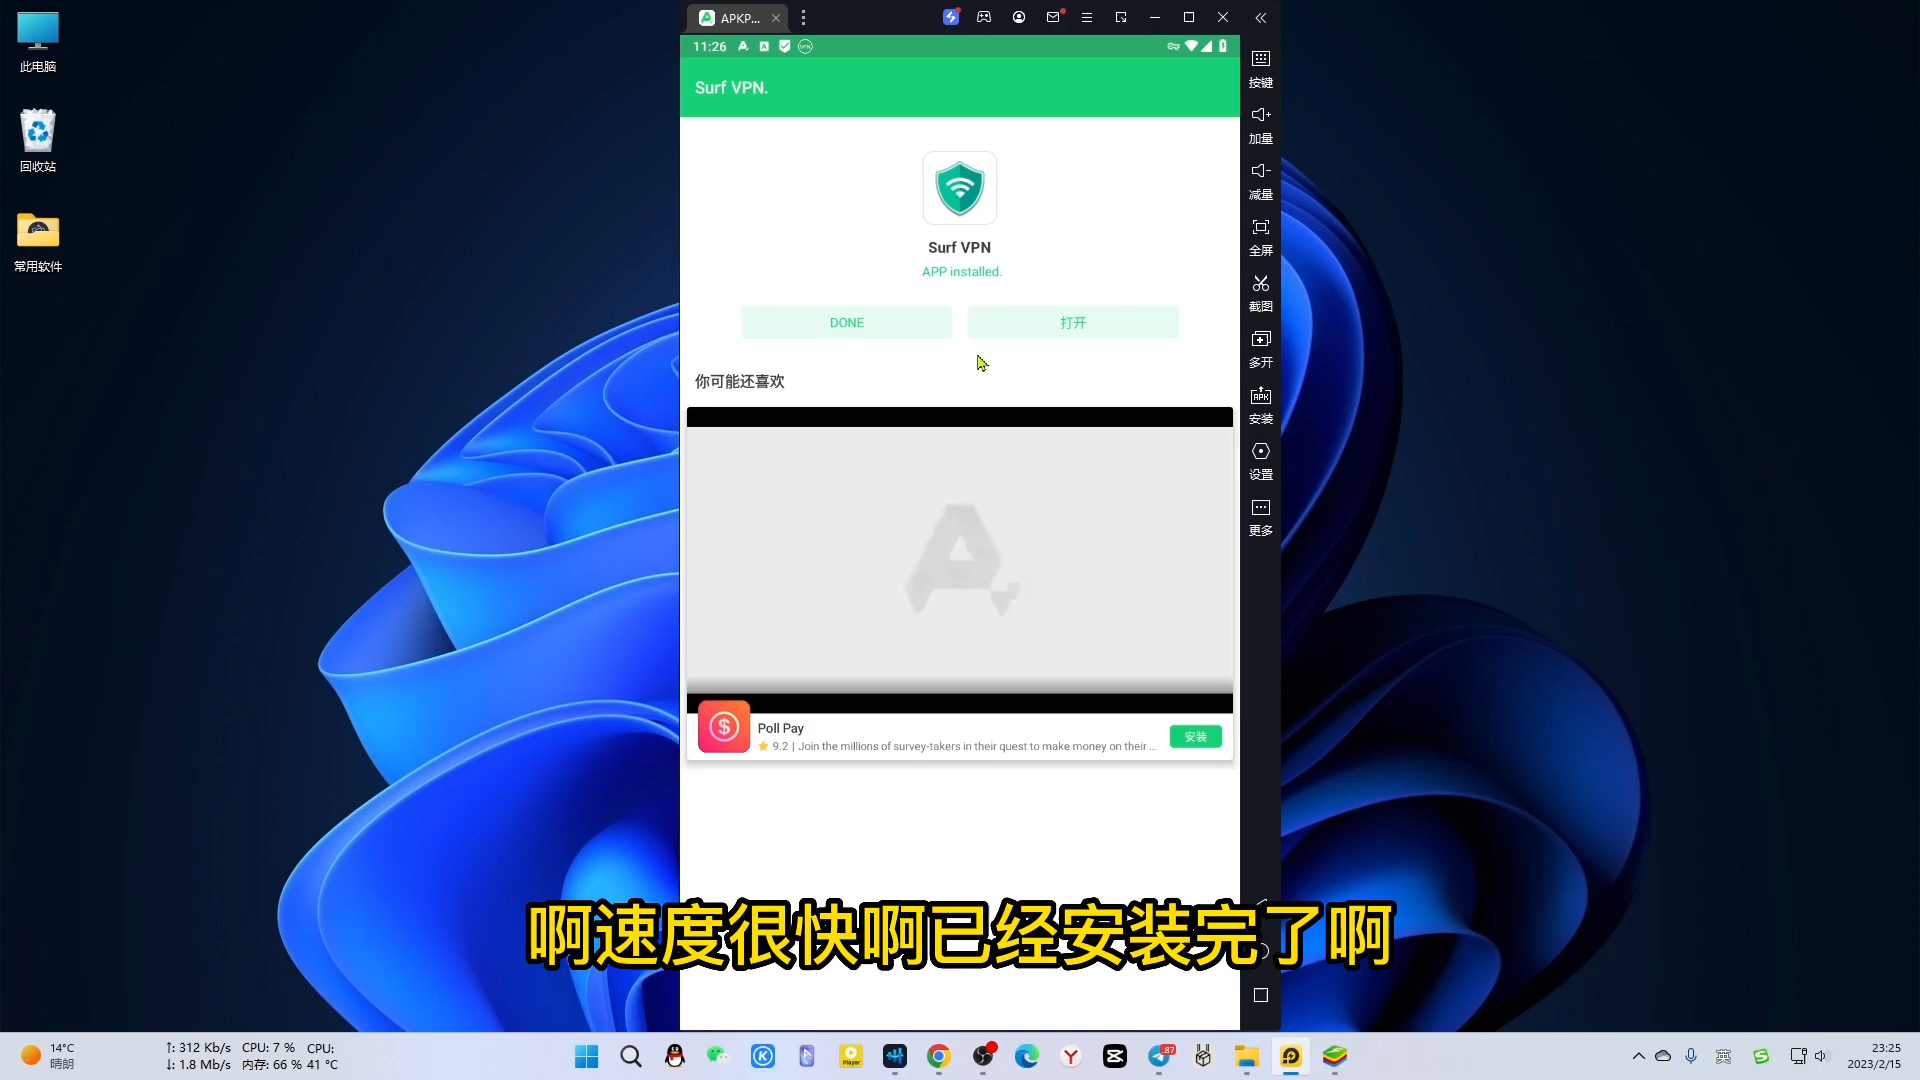 此电脑
回收站
常用软件
APKP...
11:26
Surf VPN.
Surf VPN
APP installed.
DONE
打开
你可能还喜欢
Poll Pay
9.2 | Join the millions of survey-takers in their quest to make money on their ...
安装
按键
加量
减量
全屏
截图
多开
安装
设置
更多
啊速度很快啊已经安装完了啊
14°C
晴朗
↑: 312 Kb/s CPU: 7 % CPU:
↓: 1.8 Mb/s 内存: 66 % 41 °C
87
英
23:25
2023/2/15